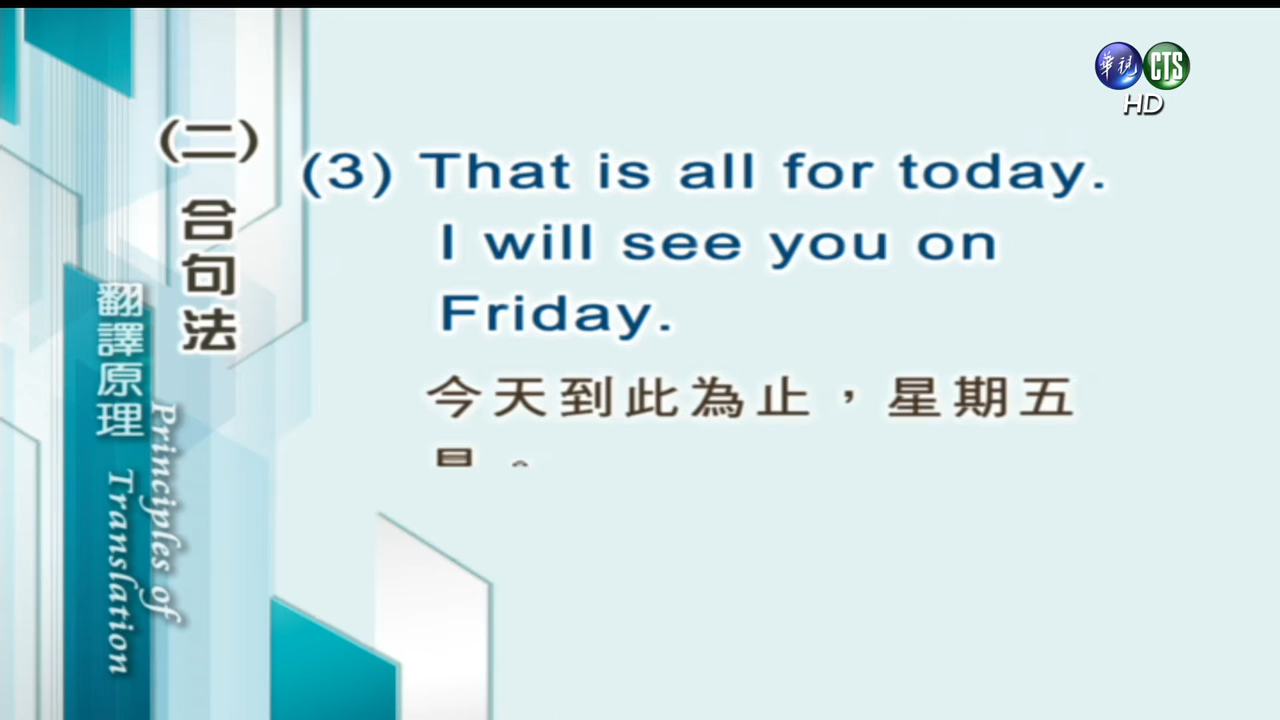 華視 CTS
HD
(二) 合句法
翻譯原理
Principles of
Translation
(3) That is all for today.
I will see you on
Friday.
今天到此為止，星期五
見。